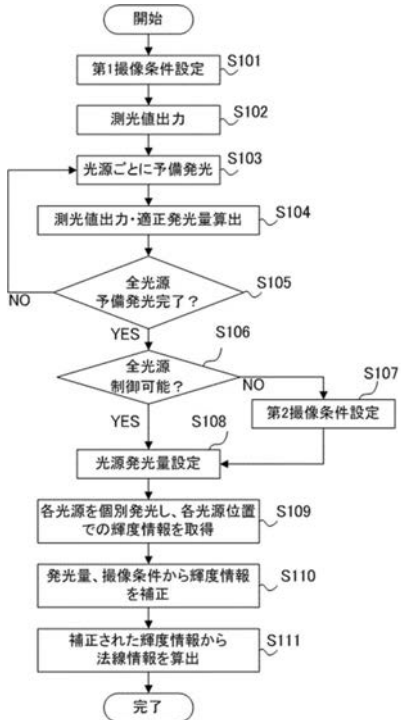 開始
第1撮像条件設定
S101
測光値出力
S102
光源ごとに予備発光
S103
測光値出力・適正発光量算出
S104
全光源
予備発光完了？
S105
NO
YES
全光源
制御可能？
S106
NO
S107
第2撮像条件設定
YES
S108
光源発光量設定
各光源を個別発光し、各光源位置
での輝度情報を取得
S109
発光量、撮像条件から輝度情報
を補正
S110
補正された輝度情報から
法線情報を算出
S111
完了